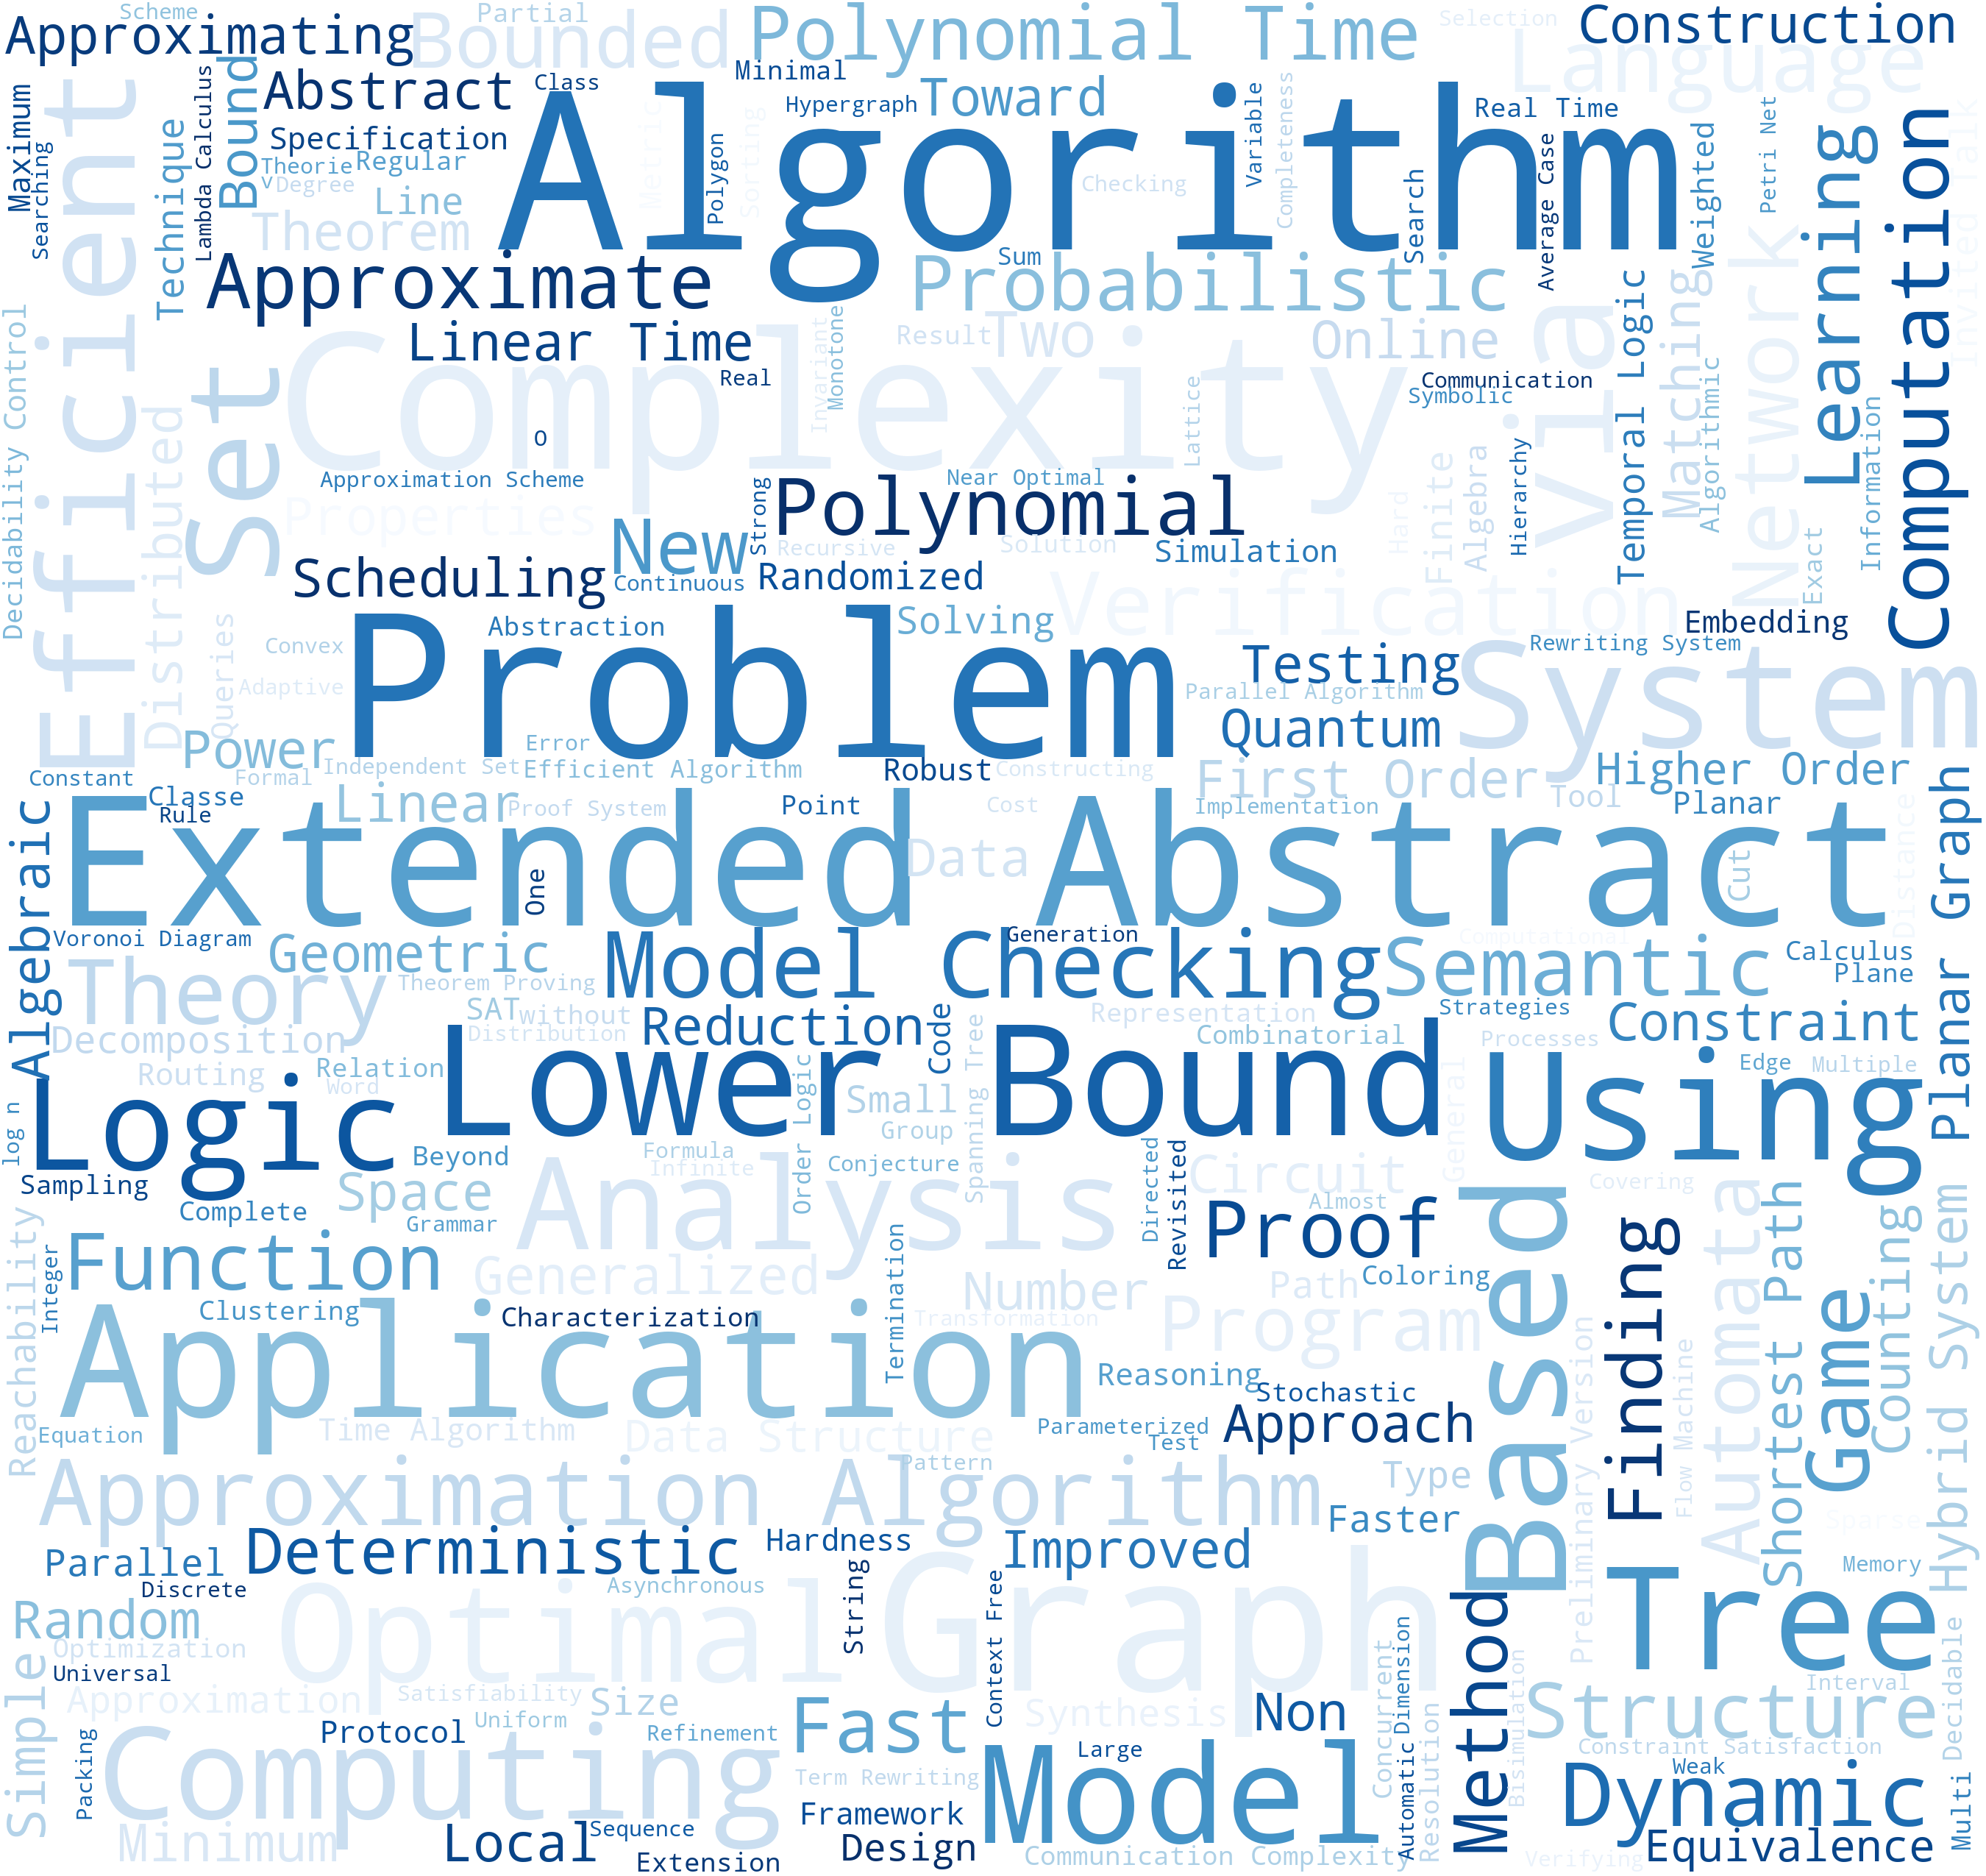 Scheme
Partial
Approximating
Bounded
Polynomial Time
Selection
Construction
Language
Class
Minimal
Abstract
Algorithm
Hypergraph
Toward
Real Time
Maximum
Searching
Efficient
Technique
Lambda Calculus
Bound
Specification
Theorie
Regular
v
Degree
Line
Theorem
Metric
Polygon
Sorting
Checking
Variable
Completeness
Search
Average Case
Weighted
Petri Net
Learning
Computation
Invited Talk
Approximate
Sum
Probabilistic
Linear Time
Real
Invariant
Monotone
Result
Two
Online
via
Temporal Logic
Matching
Network
Decidability Control
Distributed
Set
Complexity
Communication
Symbolic
Lattice
Algorithmic
Information
O
Approximation Scheme
Near Optimal
Properties
New
Strong
Polynomial
Finite
Algebra
Hierarchy
Hard
Exact
Recursive
Solution
Simulation
Scheduling
Continuous
Randomized
Verification
Queries
Convex
Abstraction
Problem
Solving
Embedding
Rewriting System
Adaptive
Testing
Parallel Algorithm
System
Power
Quantum
Error
Constant
Formal
Independent Set
Efficient Algorithm
Robust
Constructing
First Order
Higher Order
Classe
Rule
Linear
Proof System
Point
Cost
Implementation
Tool
Planar
Algebraic
Extended Abstract
One
Data
Cut
Distance
Planar Graph
Voronoi Diagram
Geometric
Model Checking
Generation
Computational
Semantic
Calculus
Plane
Theory
Theorem Proving
SAT
without
Reduction
Code
Representation
Strategies
Decomposition
Distribution
Combinatorial
Processes
Constraint
Routing
Relation
Word
Lower Bound
Order Logic
Small
Group
Spanning Tree
General
Using
Edge
Multiple
log n
Logic
Beyond
Formula
Infinite
Conjecture
Directed
Revisited
Circuit
Covering
Sampling
Space
Analysis
Almost
Complete
Grammar
Proof
Based
Reachability
Integer
Function
Generalized
Termination
Number
Path
Coloring
Finding
Automata
Shortest Path
Counting
Game
Hybrid System
Clustering
Characterization
Transformation
Program
Application
Reasoning
Stochastic
Preliminary Version
Flow Machine
Equation
Time Algorithm
Data Structure
Parameterized
Test
Approach
Approximation Algorithm
Pattern
Type
Sparse
Faster
Deterministic
Hardness
Improved
Parallel
Discrete
Asynchronous
String
Context Free
Graph
Method
Tree
Memory
Random
Optimal
Optimization
Universal
Simple
Approximation
Satisfiability
Size
Uniform
Refinement
Fast
Synthesis
Non
Concurrent
Automatic Dimension
Resolution
Bisimulation
Interval
Structure
Decidable
Packing
Computing
Protocol
Large
Model
Constraint Satisfaction
Weak
Term Rewriting
Dynamic
Multi
Framework
Minimum
Local
Sequence
Design
Extension
Communication Complexity
Verifying
Equivalence